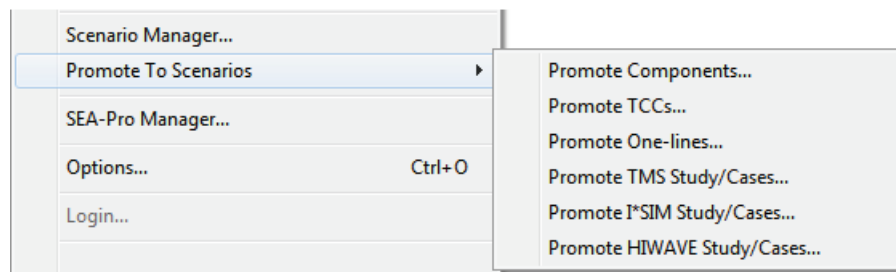 Scenario Manager...
Promote To Scenarios
SEA-Pro Manager...
Options... Ctrl+O
Login...
Promote Components...
Promote TCCs...
Promote One-lines...
Promote TMS Study/Cases...
Promote I*SIM Study/Cases...
Promote HIWAVE Study/Cases...